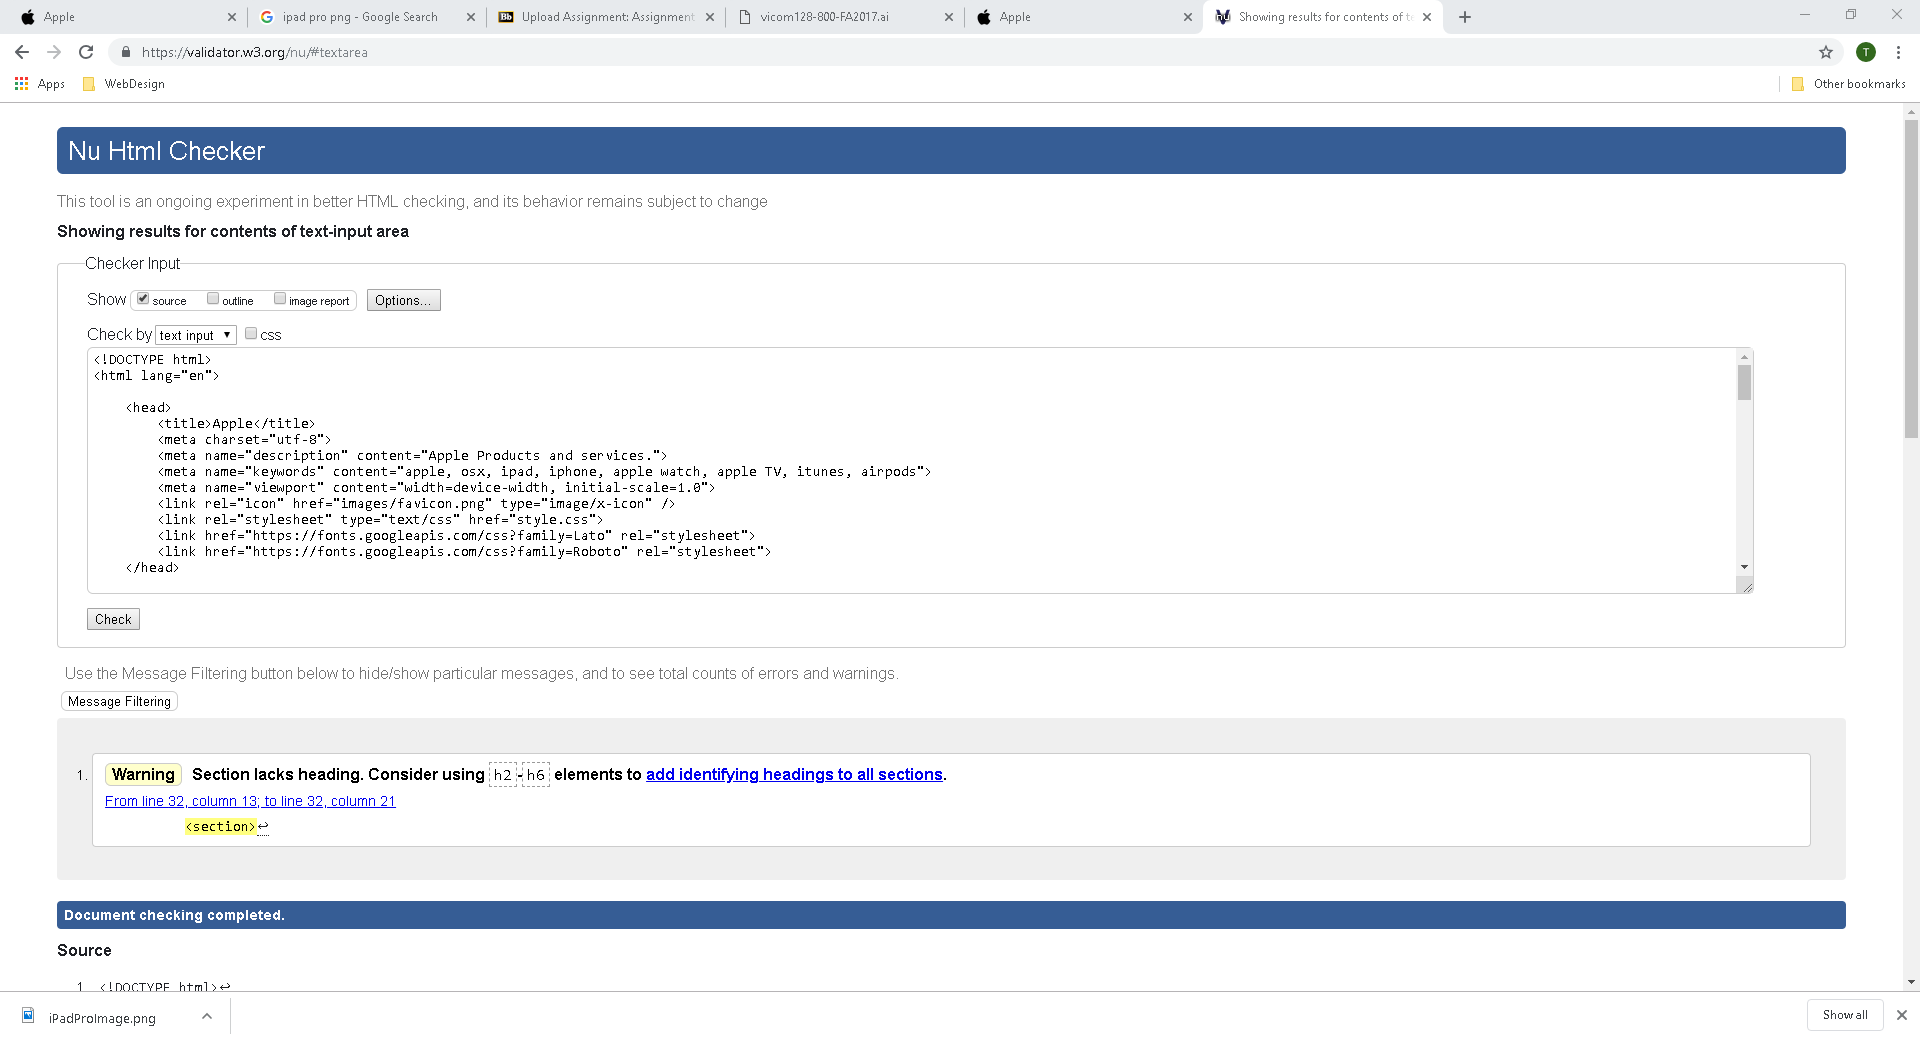 Apple
ipad pro png - Google Search
Bb Upload Assignment: Assignment
vicom128-800-FA2017.ai
Apple
Showing results for contents of te
https://validator.w3.org/nu/#textarea
T
Apps
WebDesign
Other bookmarks
Nu Html Checker
This tool is an ongoing experiment in better HTML checking, and its behavior remains subject to change
Showing results for contents of text-input area
Checker Input
Show source outline image report Options...
Check by text input css
<!DOCTYPE html>
<html lang="en">
<head>
<title>Apple</title>
<meta charset="utf-8">
<meta name="description" content="Apple Products and services.">
<meta name="keywords" content="apple, osx, ipad, iphone, apple watch, apple TV, itunes, airpods">
<meta name="viewport" content="width=device-width, initial-scale=1.0">
<link rel="icon" href="images/favicon.png" type="image/x-icon" />
<link rel="stylesheet" type="text/css" href="style.css">
<link href="https://fonts.googleapis.com/css?family=Lato" rel="stylesheet">
<link href="https://fonts.googleapis.com/css?family=Roboto" rel="stylesheet">
</head>
Check
Use the Message Filtering button below to hide/show particular messages, and to see total counts of errors and warnings.
Message Filtering
1. Warning Section lacks heading. Consider using h2-h6 elements to add identifying headings to all sections.
From line 32, column 13; to line 32, column 21
<section>↩
Document checking completed.
Source
1. <!DOCTYPE html>↩
iPadProImage.png
Show all